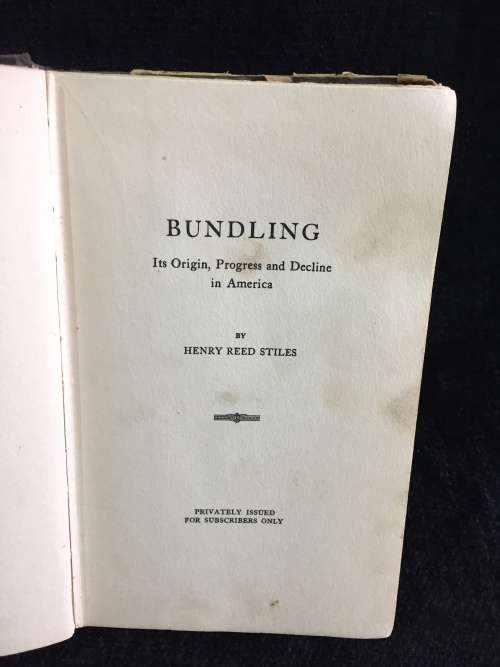 BUNDLING
Its Origin, Progress and Decline
in America
BY
HENRY REED STILES
PRIVATELY ISSUED
FOR SUBSCRIBERS ONLY